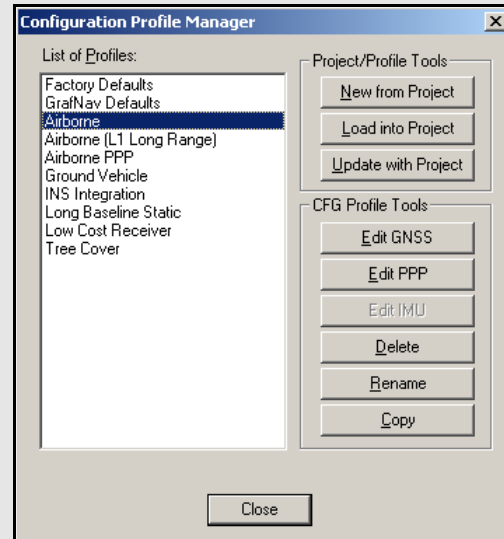 Configuration Profile Manager
List of Profiles:
Factory Defaults
GrafNav Defaults
Airborne
Airborne (L1 Long Range)
Airborne PPP
Ground Vehicle
INS Integration
Long Baseline Static
Low Cost Receiver
Tree Cover
Project/Profile Tools
New from Project
Load into Project
Update with Project
CFG Profile Tools
Edit GNSS
Edit PPP
Edit IMU
Delete
Rename
Copy
Close